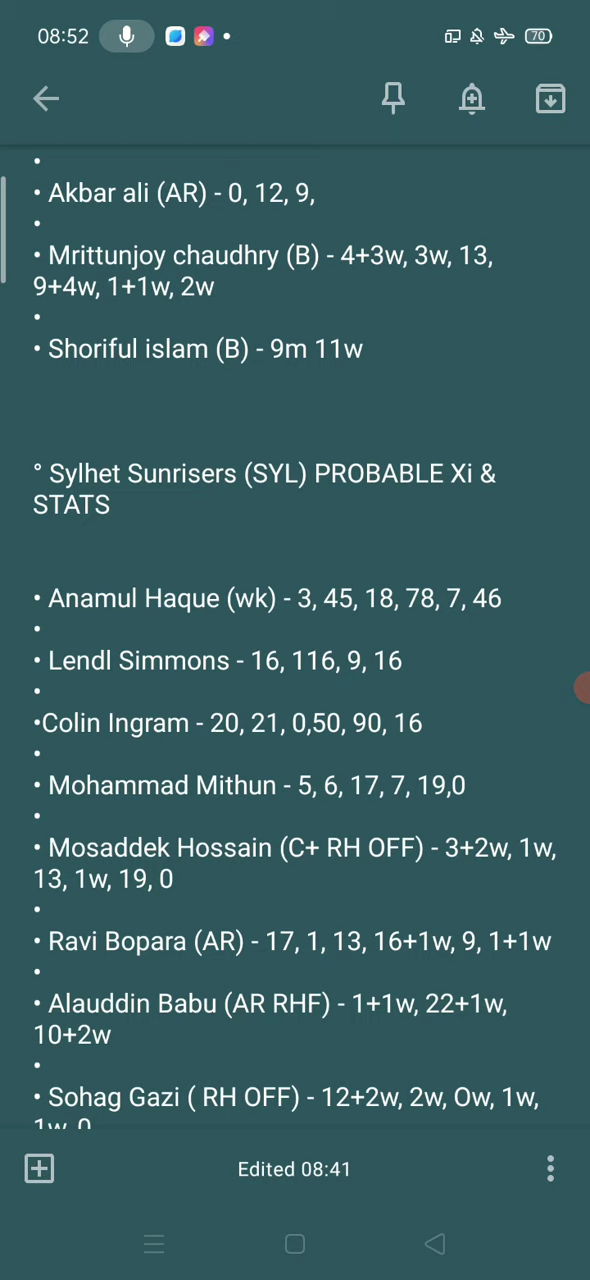 08:52
70
•
• Akbar ali (AR) - 0, 12, 9,
•
• Mrittunjoy chaudhry (B) - 4+3w, 3w, 13,
9+4w, 1+1w, 2w
•
• Shoriful islam (B) - 9m 11w
° Sylhet Sunrisers (SYL) PROBABLE Xi &
STATS
• Anamul Haque (wk) - 3, 45, 18, 78, 7, 46
•
• Lendl Simmons - 16, 116, 9, 16
•
•Colin Ingram - 20, 21, 0,50, 90, 16
•
• Mohammad Mithun - 5, 6, 17, 7, 19,0
•
• Mosaddek Hossain (C+ RH OFF) - 3+2w, 1w,
13, 1w, 19, 0
•
• Ravi Bopara (AR) - 17, 1, 13, 16+1w, 9, 1+1w
•
• Alauddin Babu (AR RHF) - 1+1w, 22+1w,
10+2w
•
• Sohag Gazi ( RH OFF) - 12+2w, 2w, Ow, 1w,
1w, 0
Edited 08:41